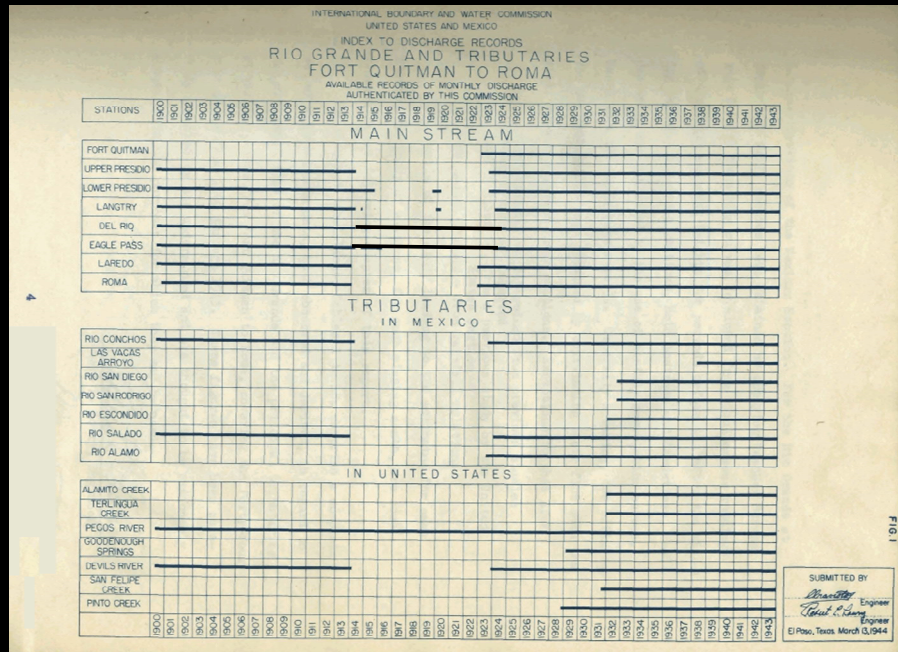 INTERNATIONAL BOUNDARY AND WATER COMMISSION
UNITED STATES AND MEXICO
INDEX TO DISCHARGE RECORDS
RIO GRANDE AND TRIBUTARIES
FORT QUITMAN TO ROMA
AVAILABLE RECORDS OF MONTHLY DISCHARGE
AUTHENTICATED BY THIS COMMISSION
STATIONS 1900 1901 1902 1903 1904 1905 1906 1907 1908 1909 1910 1911 1912 1913 1914 1915 1916 1917 1918 1919 1920 1921 1922 1923 1924 1925 1926 1927 1928 1929 1930 1931 1932 1933 1934 1935 1936 1937 1938 1939 1940 1941 1942 1943
MAIN STREAM
FORT QUITMAN
UPPER PRESIDIO
LOWER PRESIDIO
LANGTRY
DEL RIO
EAGLE PASS
LAREDO
ROMA
4
TRIBUTARIES
IN MEXICO
RIO CONCHOS
LAS VACAS
ARROYO
RIO SAN DIEGO
RIO SAN RODRIGO
RIO ESCONDIDO
RIO SALADO
RIO ALAMO
IN UNITED STATES
ALAMITO CREEK
TERLINGUA
CREEK
PECOS RIVER
GOODENOUGH
SPRINGS
DEVILS RIVER
SAN FELIPE
CREEK
PINTO CREEK
1900 1901 1902 1903 1904 1905 1906 1907 1908 1909 1910 1911 1912 1913 1914 1915 1916 1917 1918 1919 1920 1921 1922 1923 1924 1925 1926 1927 1928 1929 1930 1931 1932 1933 1934 1935 1936 1937 1938 1939 1940 1941 1942 1943
FIG. 1
SUBMITTED BY
Engineer
Engineer
El Paso, Texas. March 13, 1944